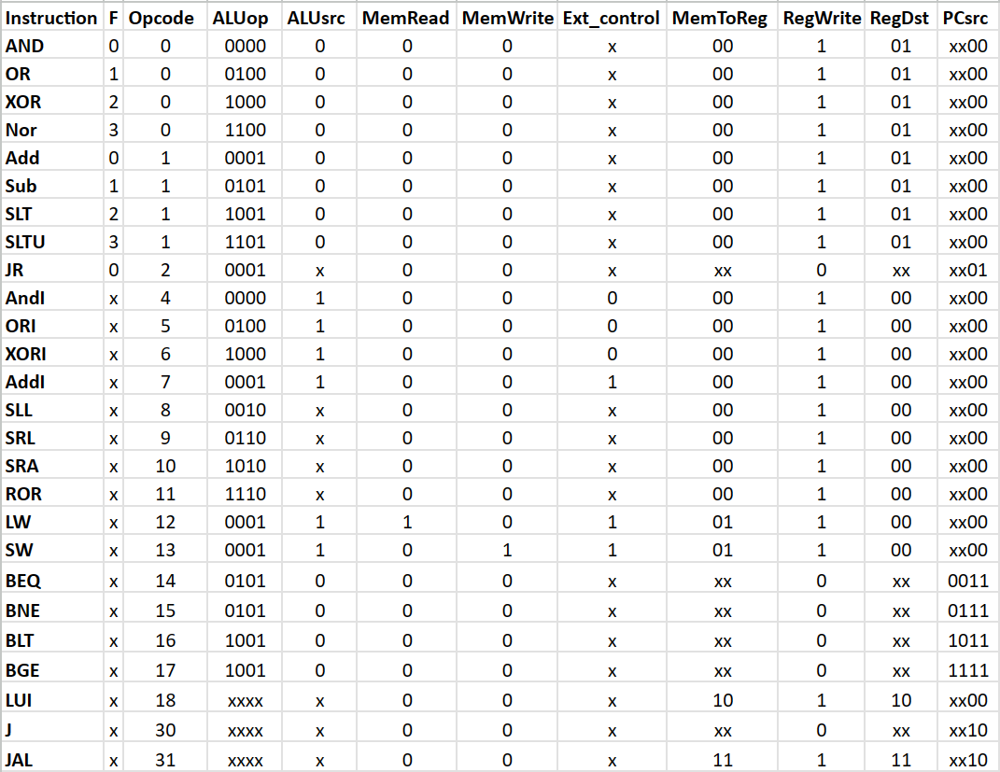 Instruction F Opcode ALUop ALUsrc MemRead MemWrite Ext_control MemToReg RegWrite RegDst PCsrc
AND 0 0 0000 0 0 0 x 00 1 01 xx00
OR 1 0 0100 0 0 0 x 00 1 01 xx00
XOR 2 0 1000 0 0 0 x 00 1 01 xx00
Nor 3 0 1100 0 0 0 x 00 1 01 xx00
Add 0 1 0001 0 0 0 x 00 1 01 xx00
Sub 1 1 0101 0 0 0 x 00 1 01 xx00
SLT 2 1 1001 0 0 0 x 00 1 01 xx00
SLTU 3 1 1101 0 0 0 x 00 1 01 xx00
JR 0 2 0001 x 0 0 x xx 0 xx xx01
AndI x 4 0000 1 0 0 0 00 1 00 xx00
ORI x 5 0100 1 0 0 0 00 1 00 xx00
XORI x 6 1000 1 0 0 0 00 1 00 xx00
AddI x 7 0001 1 0 0 1 00 1 00 xx00
SLL x 8 0010 x 0 0 x 00 1 00 xx00
SRL x 9 0110 x 0 0 x 00 1 00 xx00
SRA x 10 1010 x 0 0 x 00 1 00 xx00
ROR x 11 1110 x 0 0 x 00 1 00 xx00
LW x 12 0001 1 1 0 1 01 1 00 xx00
SW x 13 0001 1 0 1 1 01 1 00 xx00
BEQ x 14 0101 0 0 0 x xx 0 xx 0011
BNE x 15 0101 0 0 0 x xx 0 xx 0111
BLT x 16 1001 0 0 0 x xx 0 xx 1011
BGE x 17 1001 0 0 0 x xx 0 xx 1111
LUI x 18 xxxx x 0 0 x 10 1 10 xx00
J x 30 xxxx x 0 0 x xx 0 xx xx10
JAL x 31 xxxx x 0 0 x 11 1 11 xx10